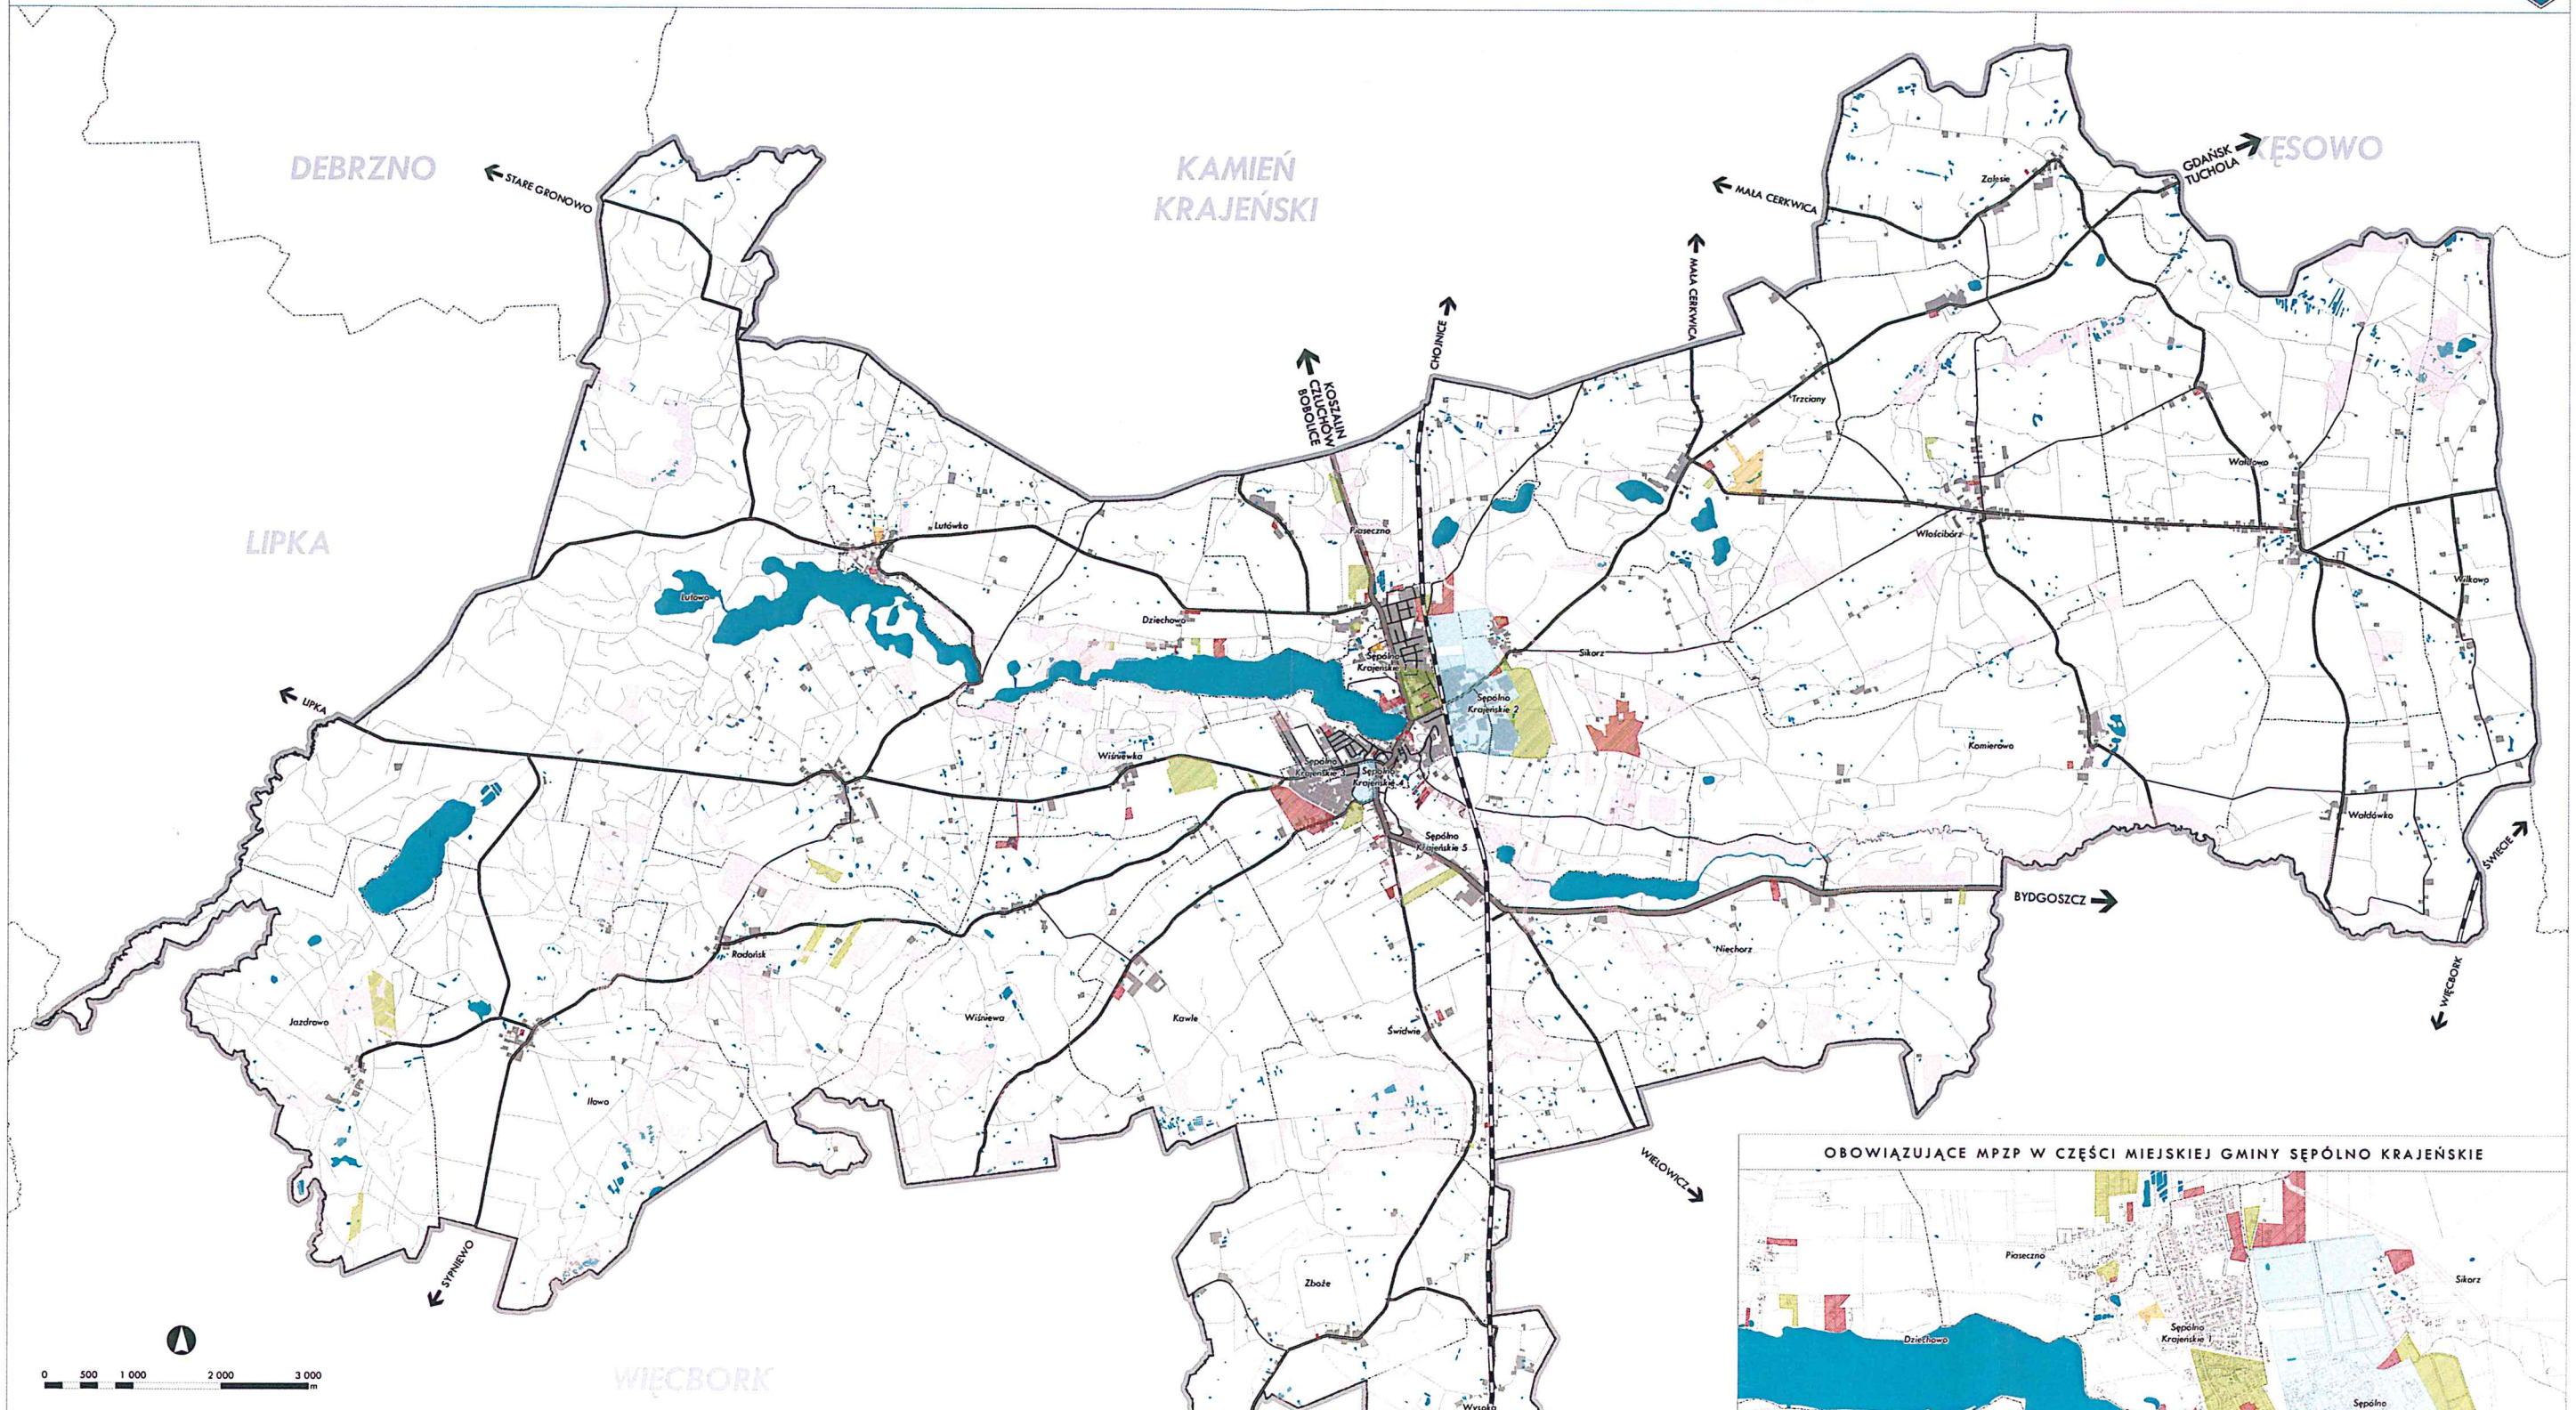 DEBRZNO
STARE GRONOWO
KAMIEŃ
KRAJEŃSKI
MAŁA CERKWICA
GDAŃSK
TUCHOLA
KĘSOWO
Zalesie
MAŁA CERKWICA
CHOJNICE
KOSZALIN
CZŁUCHÓW
BOBOLICE
Trzciany
LIPKA
Lutówko
Piaseczno
Wałdowo
Włościbórz
Wilkowo
Lutowo
Dziechowo
Sępólno
Krajeńskie 1
Sikorz
Sępólno
Krajeńskie 2
LIPKA
Wiśniewka
Sępólno
Krajeńskie 3
Sępólno
Krajeńskie 4
Komierowo
Wałdówko
Sępólno
Krajeńskie 5
ŚWIECIE
BYDGOSZCZ
Radońsk
Niechorz
WIĘCBORK
Jazdrowo
Wiśniewa
Kawle
Świdwie
Iłowo
WIELOWICZ
SYPNIEWO
Zboże
WIĘCBORK
Wysoka
0 500 1 000 2 000 3 000
m
OBOWIĄZUJĄCE MPZP W CZĘŚCI MIEJSKIEJ GMINY SĘPÓLNO KRAJEŃSKIE
Piaseczno
Sikorz
Dziechowo
Sępólno
Krajeńskie 1
Sępólno